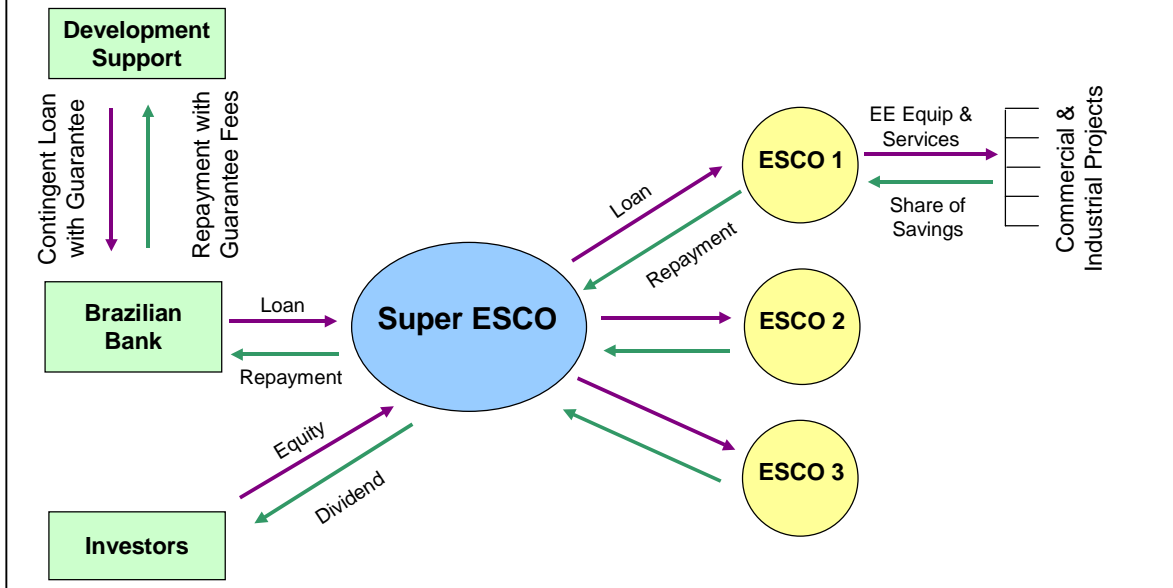 Development
Support
Contingent Loan
with Guarantee
Repayment with
Guarantee Fees
Brazilian
Bank
Loan
Repayment
Equity
Dividend
Investors
Super ESCO
Loan
Repayment
ESCO 1
EE Equip &
Services
Share of
Savings
Commercial &
Industrial Projects
ESCO 2
ESCO 3